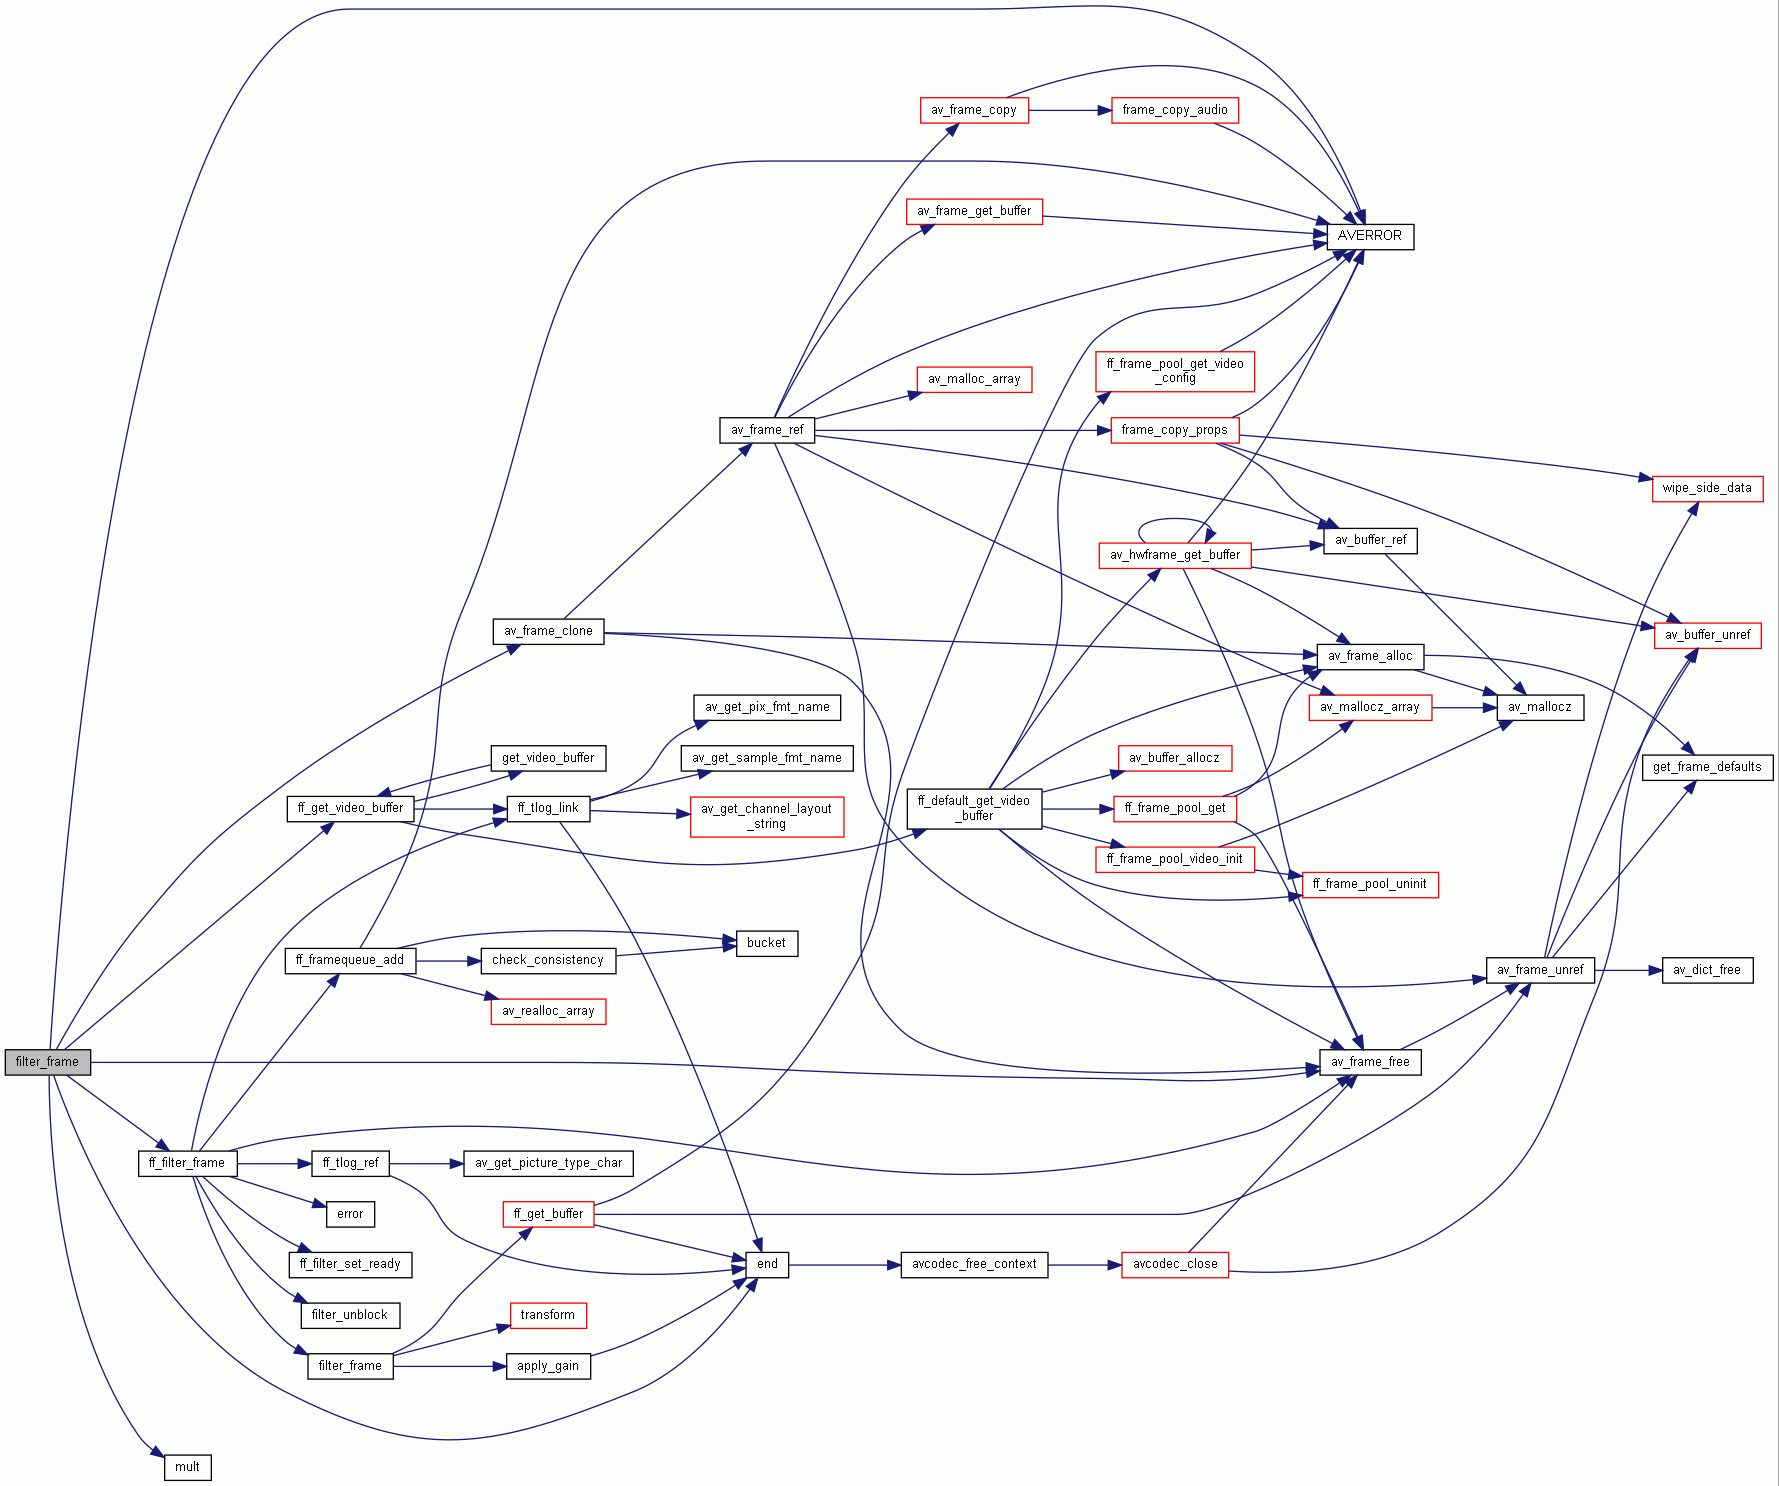 av_frame_copy
frame_copy_audio
av_frame_get_buffer
AVERROR
ff_frame_pool_get_video
_config
av_malloc_array
av_frame_ref
frame_copy_props
wipe_side_data
av_buffer_ref
av_hwframe_get_buffer
av_frame_clone
av_buffer_unref
av_frame_alloc
av_get_pix_fmt_name
av_mallocz_array
av_mallocz
get_video_buffer
av_get_sample_fmt_name
av_buffer_allocz
get_frame_defaults
ff_get_video_buffer
ff_tlog_link
av_get_channel_layout
_string
ff_default_get_video
_buffer
ff_frame_pool_get
ff_frame_pool_video_init
ff_frame_pool_uninit
bucket
ff_framequeue_add
check_consistency
av_frame_unref
av_dict_free
av_realloc_array
filter_frame
av_frame_free
ff_filter_frame
ff_tlog_ref
av_get_picture_type_char
error
ff_get_buffer
ff_filter_set_ready
end
avcodec_free_context
avcodec_close
filter_unblock
transform
filter_frame
apply_gain
mult